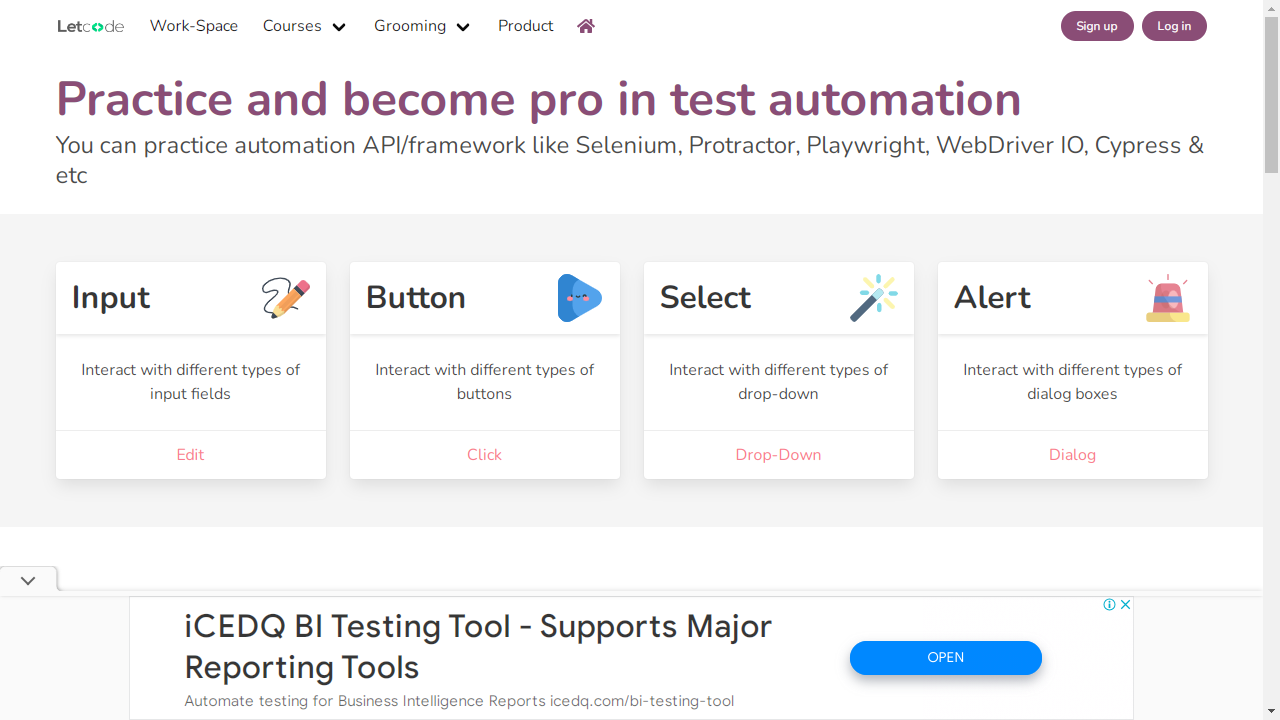 Letcode Work-Space Courses Grooming Product Sign up Log in
Practice and become pro in test automation
You can practice automation API/framework like Selenium, Protractor, Playwright, WebDriver IO, Cypress &
etc
Input
Interact with different types of
input fields
Edit
Button
Interact with different types of
buttons
Click
Select
Interact with different types of
drop-down
Drop-Down
Alert
Interact with different types of
dialog boxes
Dialog
iCEDQ BI Testing Tool - Supports Major
Reporting Tools
Automate testing for Business Intelligence Reports icedq.com/bi-testing-tool
OPEN